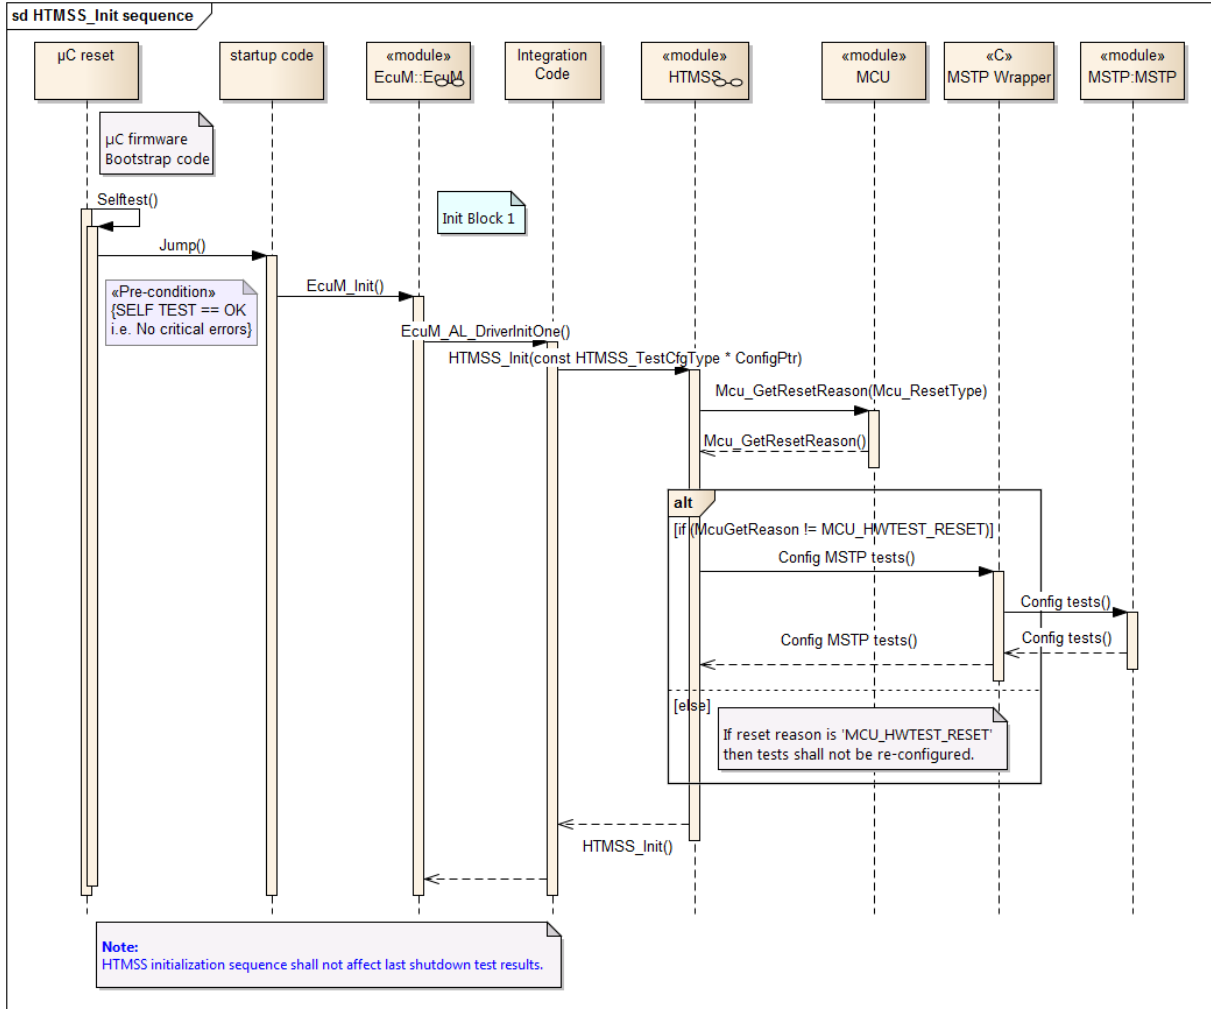 sd HTMSS_Init sequence
µC reset
startup code
«module»
EcuM::EcuM
Integration
Code
«module»
HTMSS
«module»
MCU
«C»
MSTP Wrapper
«module»
MSTP:MSTP
µC firmware
Bootstrap code
Selftest()
Init Block 1
Jump()
«Pre-condition»
{SELF TEST == OK
i.e. No critical errors}
EcuM_Init()
EcuM_AL_DriverInitOne()
HTMSS_Init(const HTMSS_TestCfgType * ConfigPtr)
Mcu_GetResetReason(Mcu_ResetType)
Mcu_GetResetReason()
alt
[if (McuGetReason != MCU_HWTEST_RESET)]
Config MSTP tests()
Config tests()
Config MSTP tests()
Config tests()
[else]
If reset reason is 'MCU_HWTEST_RESET'
then tests shall not be re-configured.
HTMSS_Init()
Note:
HTMSS initialization sequence shall not affect last shutdown test results.